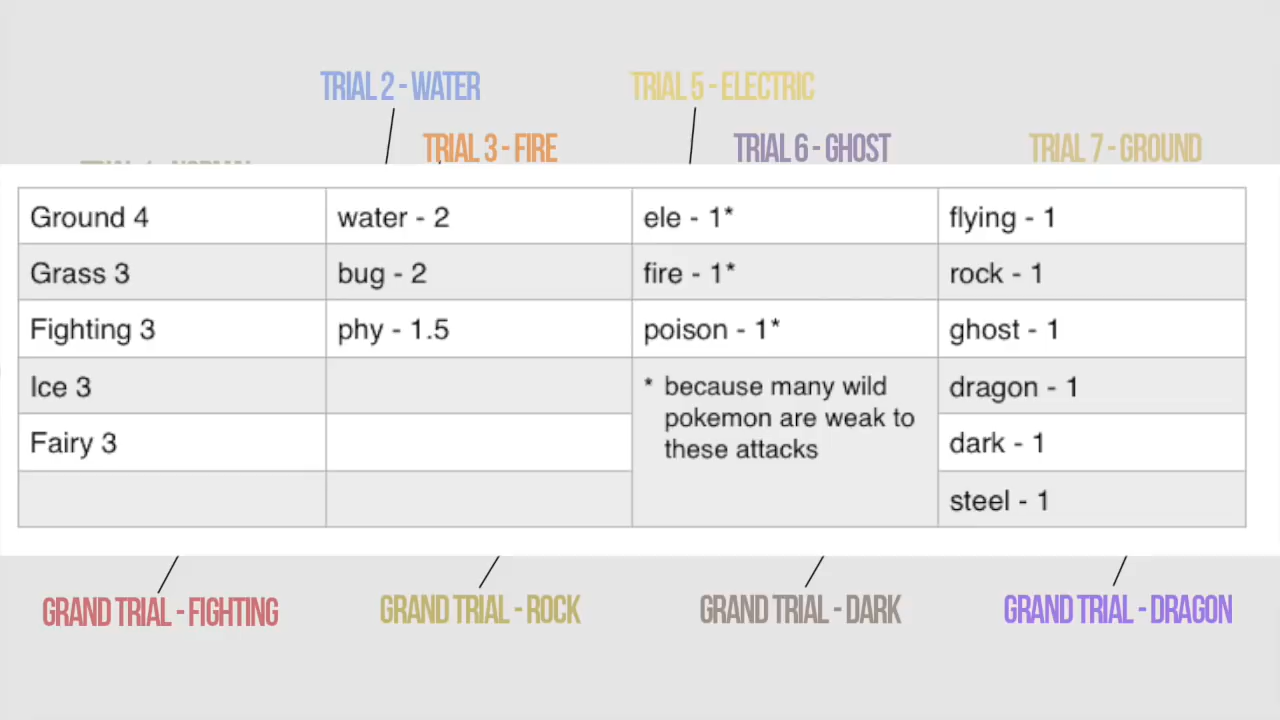 TRIAL 2 - WATER
TRIAL 5 - ELECTRIC
TRIAL 3 - FIRE
TRIAL 6 - GHOST
TRIAL 7 - GROUND
Ground 4
water - 2
ele - 1*
flying - 1
Grass 3
bug - 2
fire - 1*
rock - 1
Fighting 3
phy - 1.5
poison - 1*
ghost - 1
Ice 3
* because many wild
pokemon are weak to
these attacks
dragon - 1
Fairy 3
dark - 1
steel - 1
GRAND TRIAL - FIGHTING
GRAND TRIAL - ROCK
GRAND TRIAL - DARK
GRAND TRIAL - DRAGON